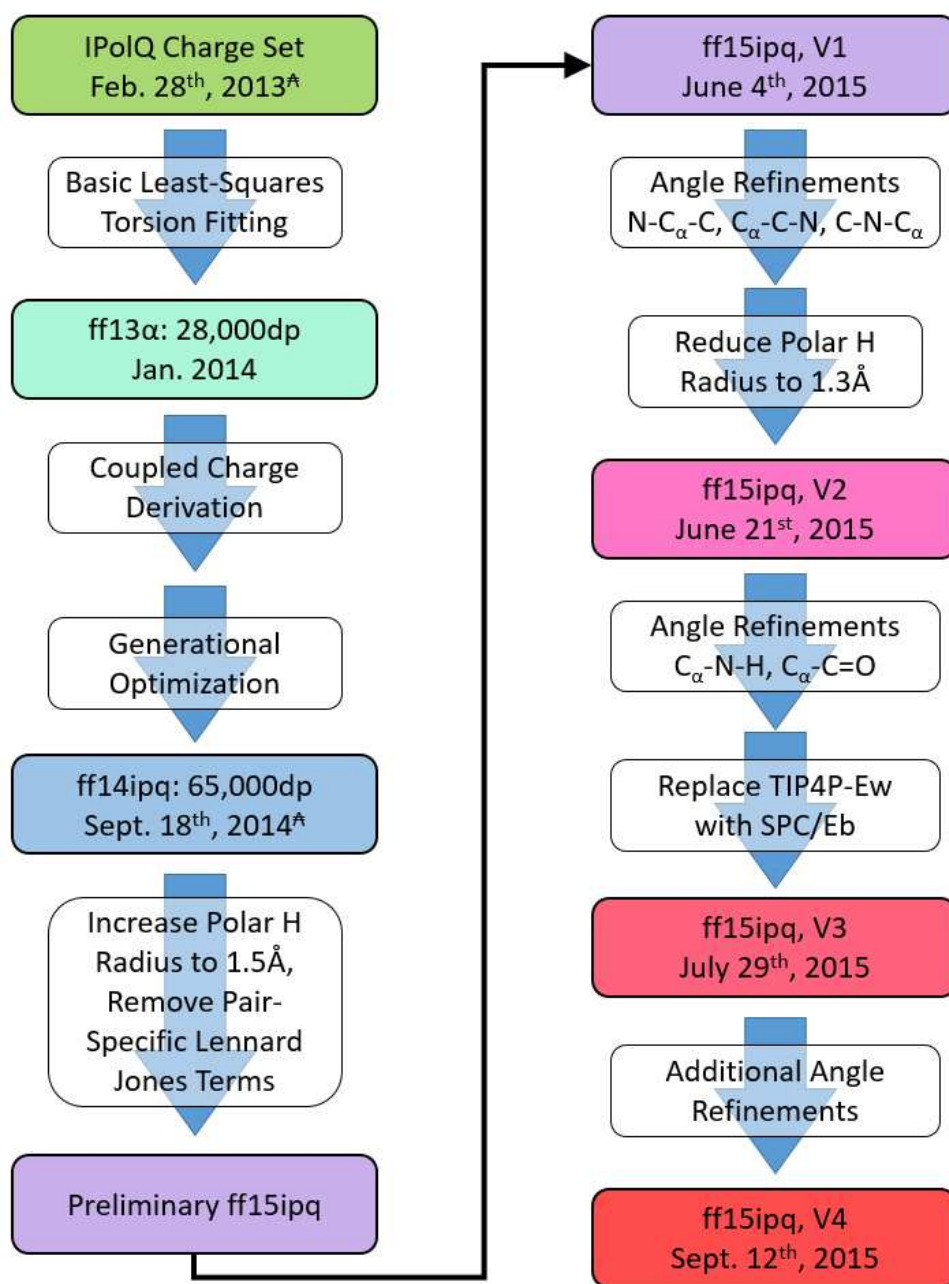 IPolQ Charge Set
Feb. 28th, 2013₳
Basic Least-Squares
Torsion Fitting
ff13α: 28,000dp
Jan. 2014
Coupled Charge
Derivation
Generational
Optimization
ff14ipq: 65,000dp
Sept. 18th, 2014₳
Increase Polar H
Radius to 1.5Å,
Remove Pair-
Specific Lennard
Jones Terms
Preliminary ff15ipq
ff15ipq, V1
June 4th, 2015
Angle Refinements
N-Cα-C, Cα-C-N, C-N-Cα
Reduce Polar H
Radius to 1.3Å
ff15ipq, V2
June 21st, 2015
Angle Refinements
Cα-N-H, Cα-C=O
Replace TIP4P-Ew
with SPC/Eb
ff15ipq, V3
July 29th, 2015
Additional Angle
Refinements
ff15ipq, V4
Sept. 12th, 2015